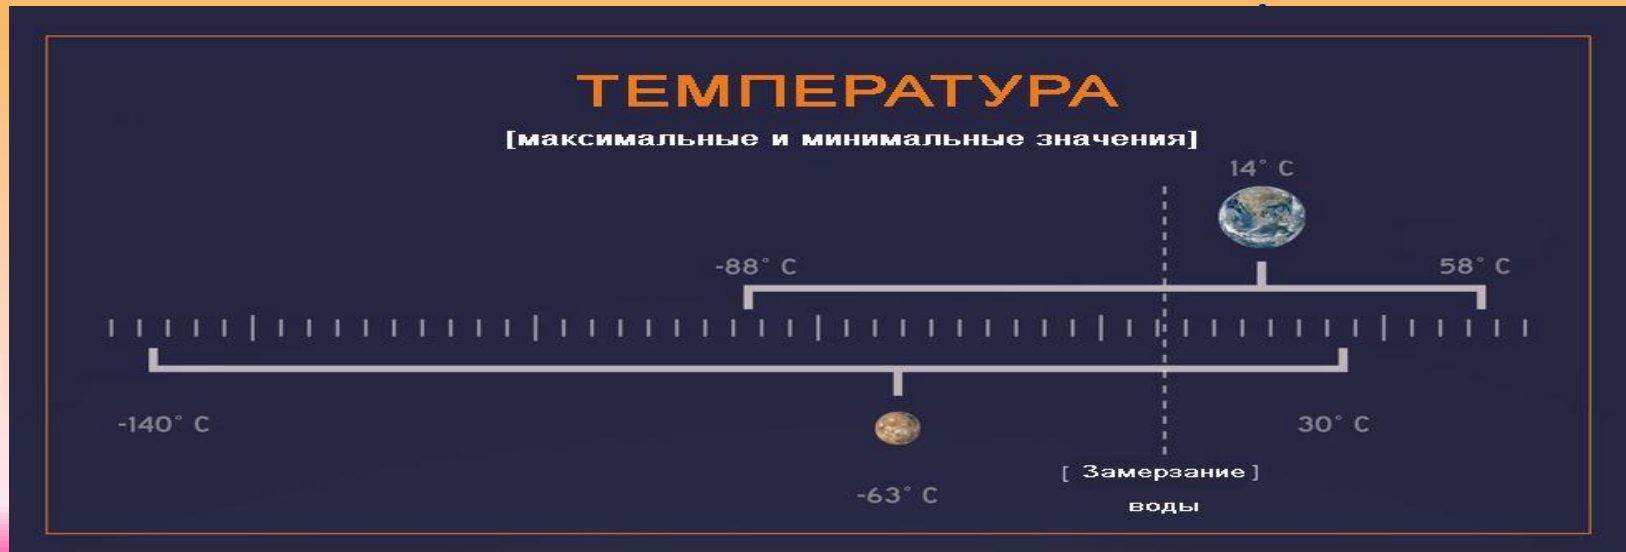 ТЕМПЕРАТУРА
[максимальные и минимальные значения]
14° C
-88° C
58° C
-140° C
30° C
[ Замерзание ]
воды
-63° C